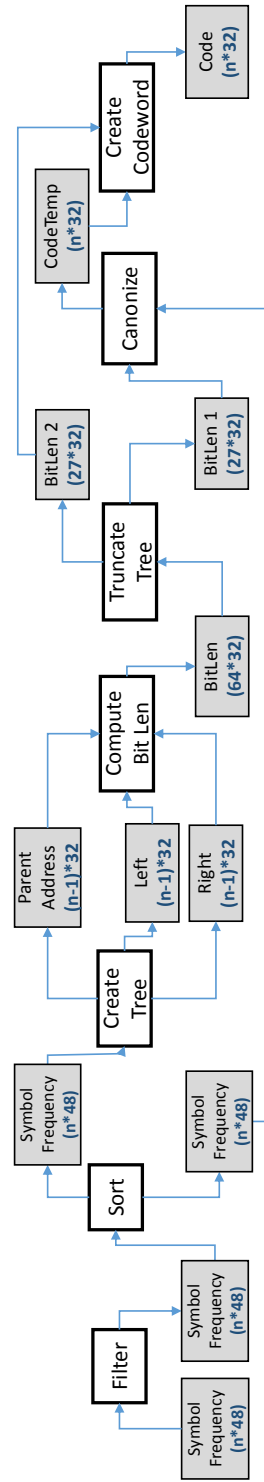 Symbol
Frequency
(n*48)
Filter
Symbol
Frequency
(n*48)
Sort
Symbol
Frequency
(n*48)
Symbol
Frequency
(n*48)
Create
Tree
Parent
Address
(n-1)*32
Left
(n-1)*32
Right
(n-1)*32
Compute
Bit Len
BitLen
(64*32)
Truncate
Tree
BitLen 2
(27*32)
BitLen 1
(27*32)
Canonize
CodeTemp
(n*32)
Create
Codeword
Code
(n*32)